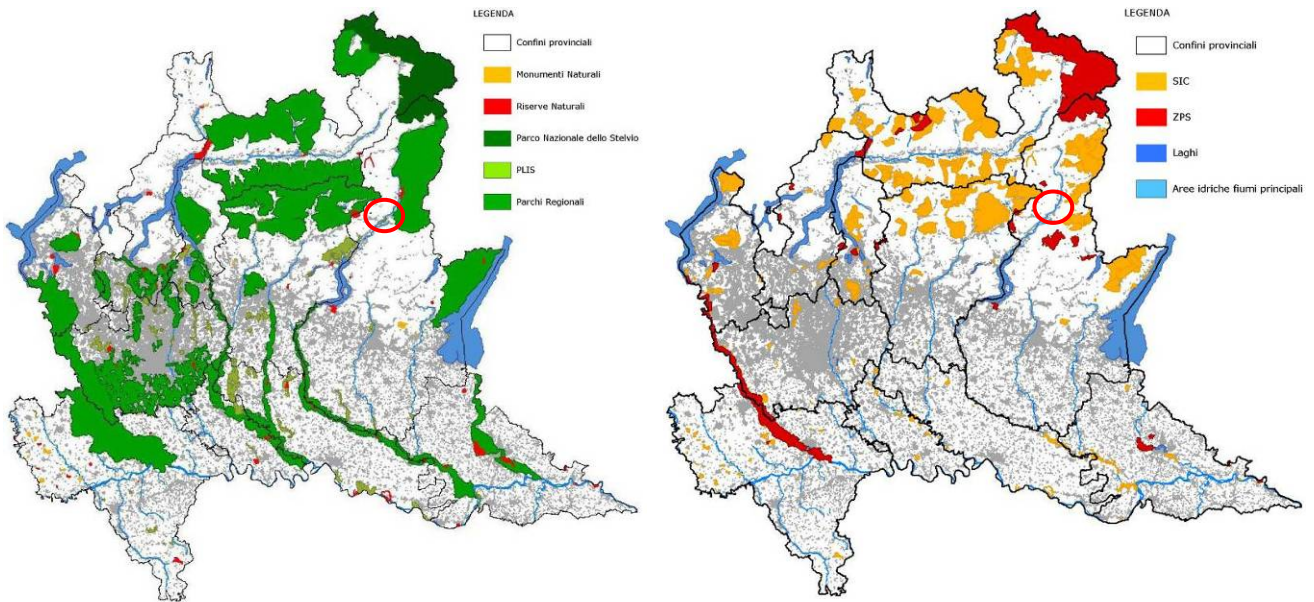 LEGENDA
Confini provinciali
Monumenti Naturali
Riserve Naturali
Parco Nazionale dello Stelvio
PLIS
Parchi Regionali
LEGENDA
Confini provinciali
SIC
ZPS
Laghi
Aree idriche fiumi principali